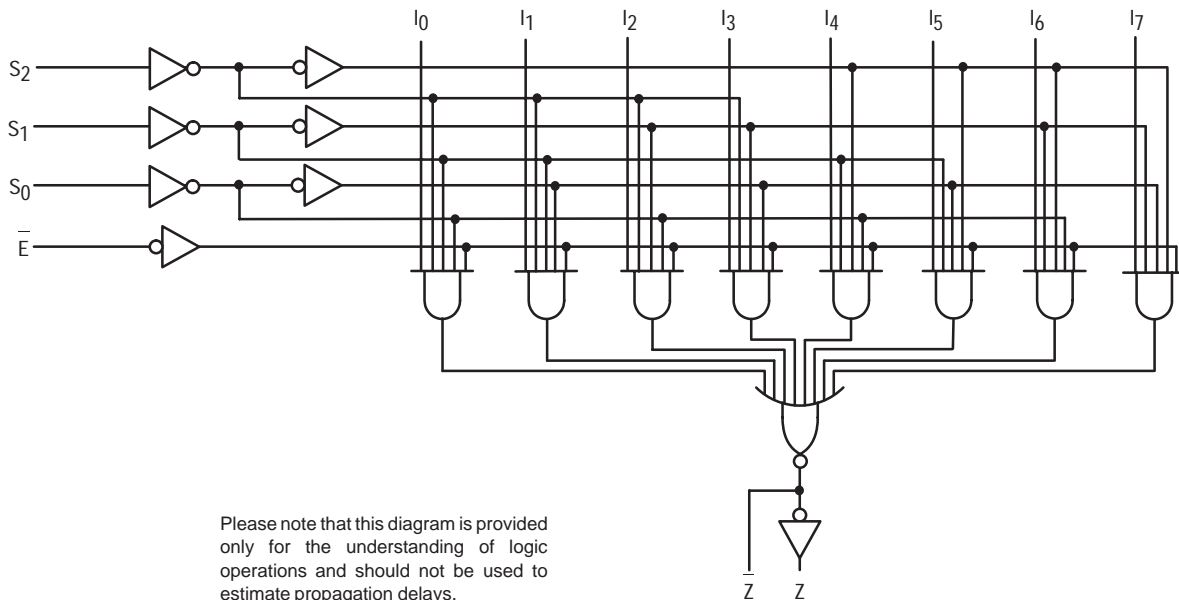 I0 I1 I2 I3 I4 I5 I6 I7
S2
S1
S0
E̅
Please note that this diagram is provided
only for the understanding of logic
operations and should not be used to
estimate propagation delays.
Z̅ Z